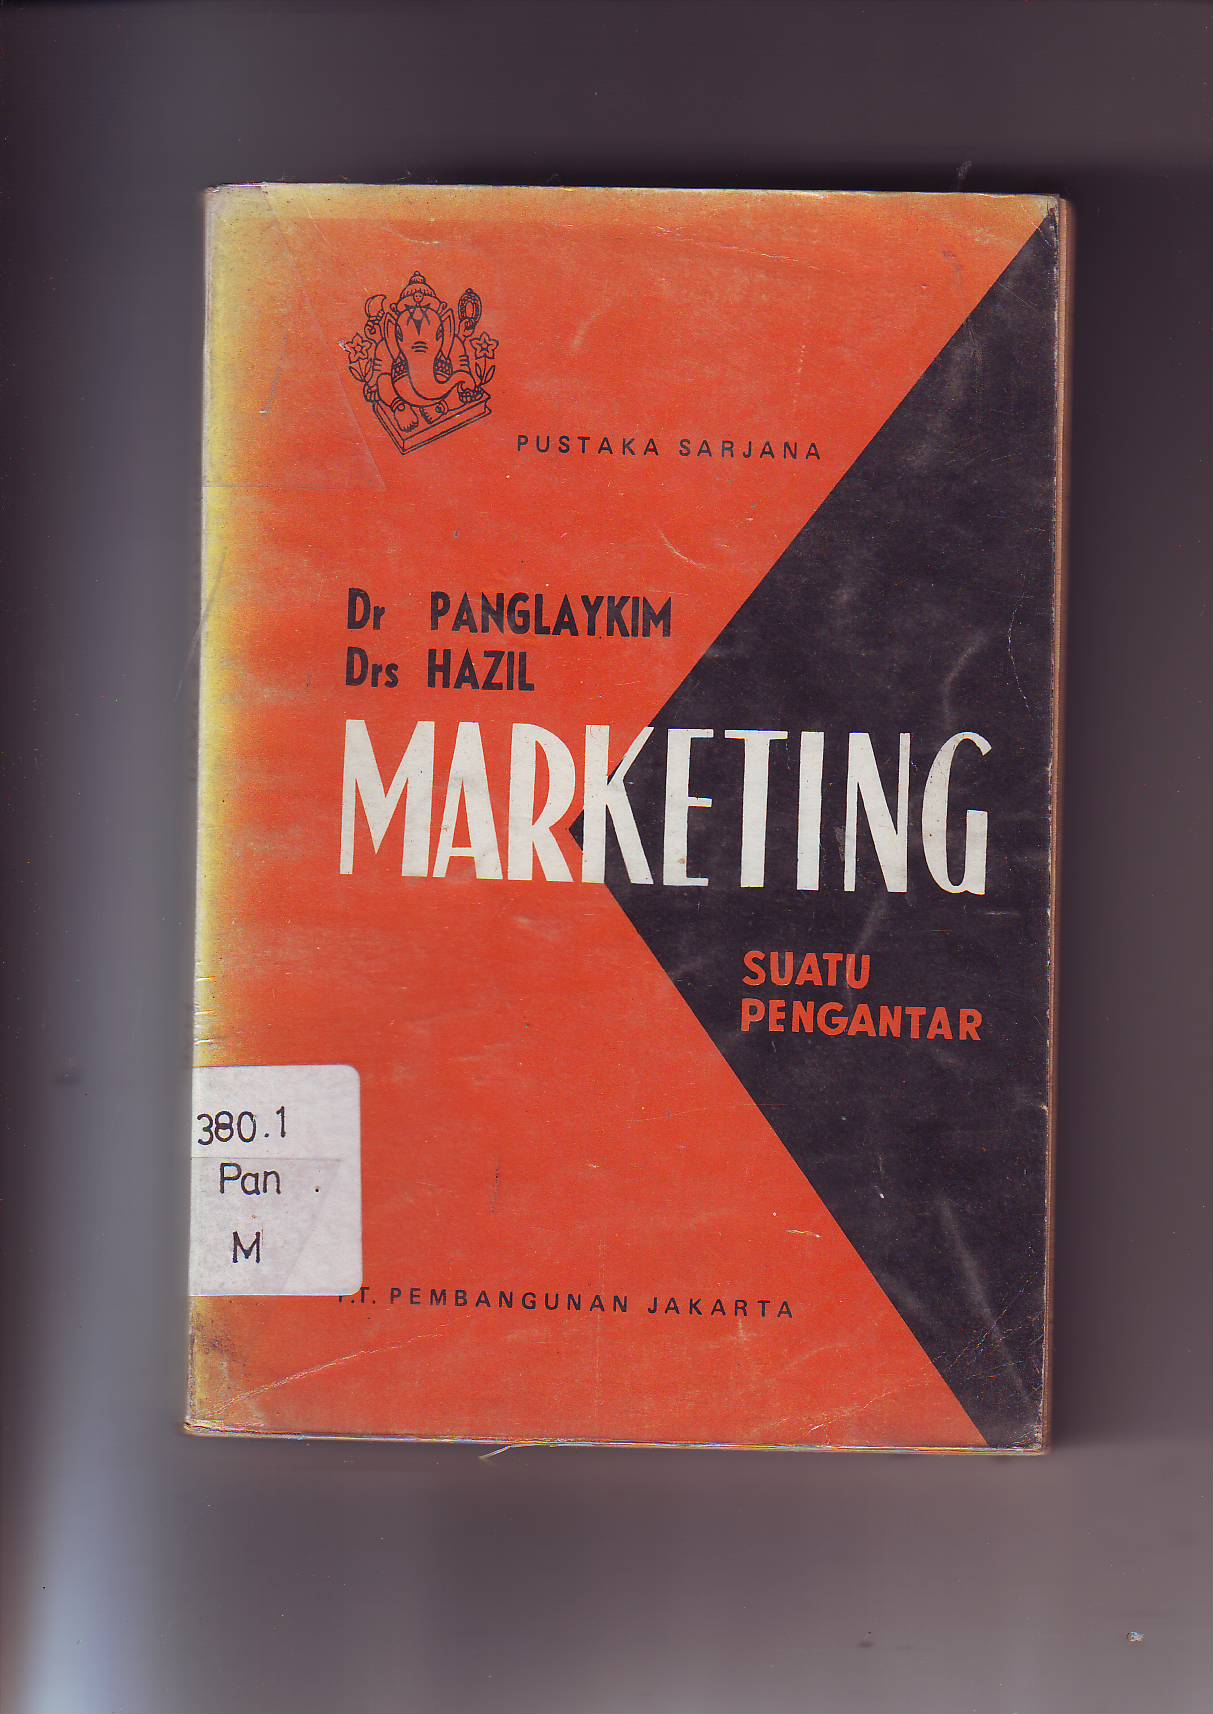 PUSTAKA SARJANA
Dr PANGLAYKIM
Drs HAZIL
MARKETING
SUATU
PENGANTAR
380.1
Pan
M
P.T. PEMBANGUNAN JAKARTA